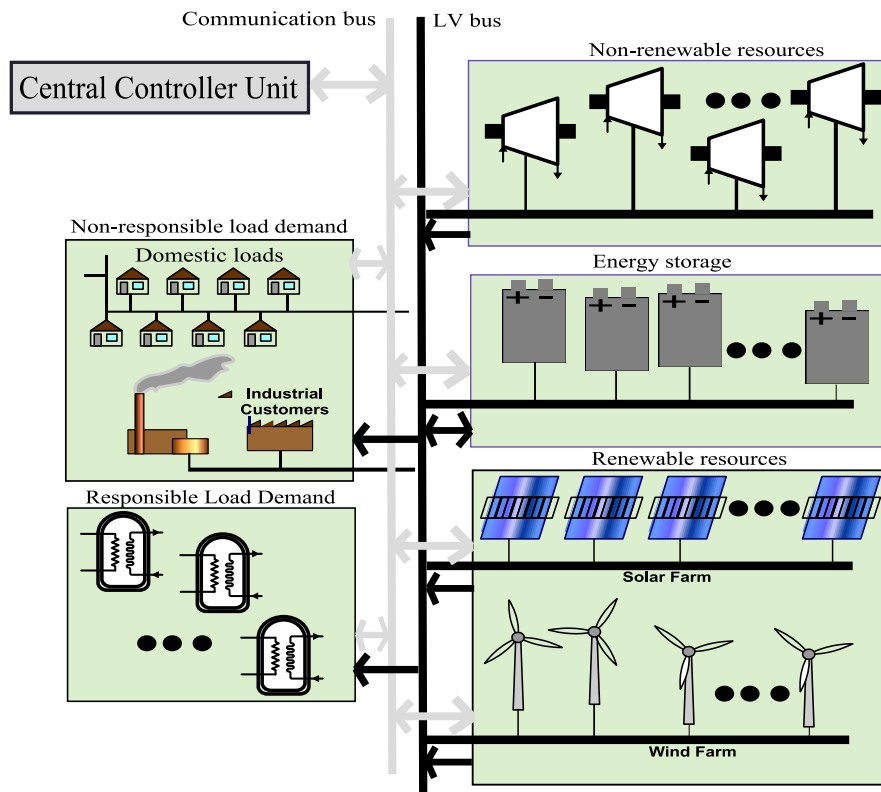 Communication bus
LV bus
Central Controller Unit
Non-renewable resources
Non-responsible load demand
Domestic loads
Energy storage
Industrial
Customers
Renewable resources
Responsible Load Demand
Solar Farm
Wind Farm